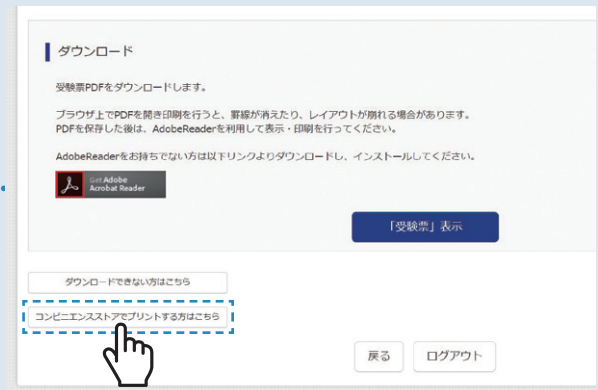 ダウンロード
受験票PDFをダウンロードします。
ブラウザ上でPDFを開き印刷を行うと、罫線が消えたり、レイアウトが崩れる場合があります。
PDFを保存した後は、AdobeReaderを利用して表示・印刷を行ってください。
AdobeReaderをお持ちでない方は以下リンクよりダウンロードし、インストールしてください。
Get Adobe
Acrobat Reader
「受験票」表示
ダウンロードできない方はこちら
コンビニエンスストアでプリントする方はこちら
戻る ログアウト